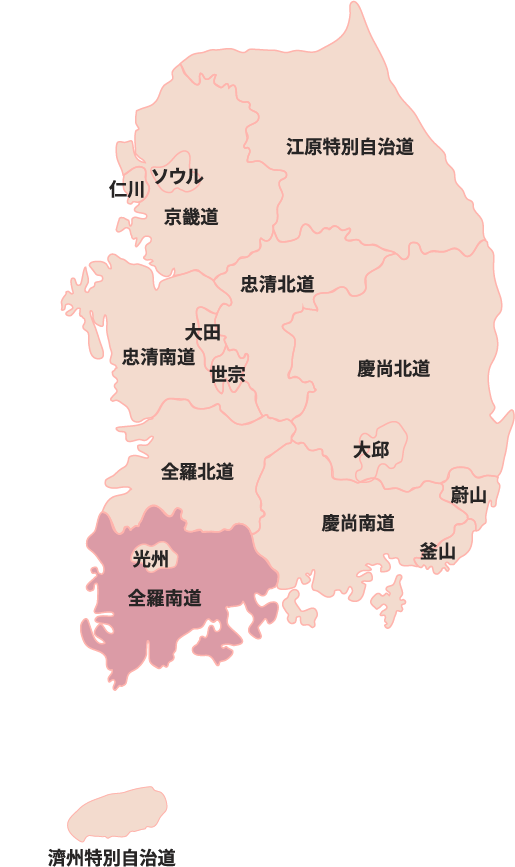 江原特別自治道
ソウル
仁川
京畿道
忠清北道
大田
忠清南道
世宗
慶尚北道
大邱
全羅北道
蔚山
慶尚南道
釜山
光州
全羅南道
濟州特別自治道